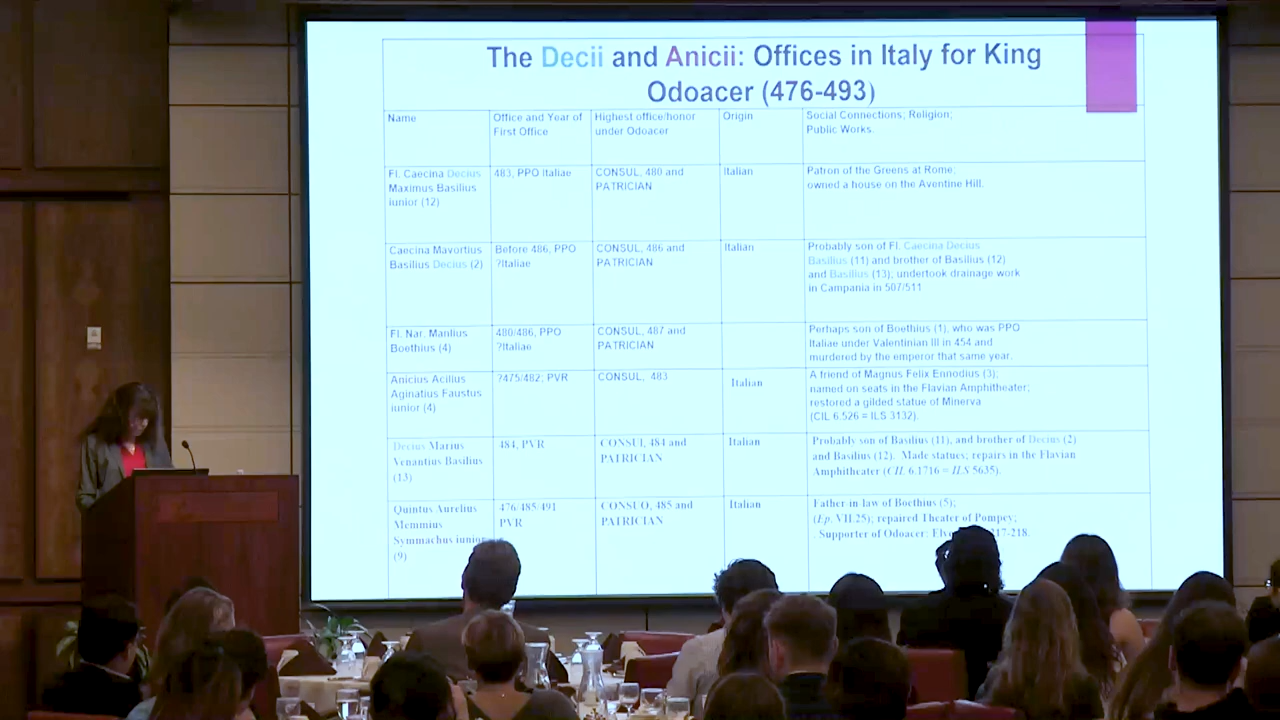 The Decii and Anicii: Offices in Italy for King
Odoacer (476-493)
Name
Office and Year of
First Office
Highest office/honor
under Odoacer
Origin
Social Connections; Religion;
Public Works.
Fl. Caecina Decius
Maximus Basilius
iunior (12)
483, PPO Italiae
CONSUL, 480 and
PATRICIAN
Italian
Patron of the Greens at Rome;
owned a house on the Aventine Hill.
Caecina Mavortius
Basilius Decius (2)
Before 486, PPO
?Italiae
CONSUL, 486 and
PATRICIAN
Italian
Probably son of Fl. Caecina Decius
Basilius (11) and brother of Basilius (12)
and Basilius (13); undertook drainage work
in Campania in 507/511
Fl. Nar. Manlius
Boethius (4)
480/486, PPO
?Italiae
CONSUL, 487 and
PATRICIAN
Perhaps son of Boethius (1), who was PPO
Italiae under Valentinian III in 454 and
murdered by the emperor that same year.
Anicius Acilius
Aginatius Faustus
iunior (4)
?475/482; PVR
CONSUL, 483
Italian
A friend of Magnus Felix Ennodius (3);
named on seats in the Flavian Amphitheater;
restored a gilded statue of Minerva
(CIL 6.526 = ILS 3132).
Decius Marius
Venantius Basilius
(13)
484, PVR
CONSUL, 484 and
PATRICIAN
Italian
Probably son of Basilius (11), and brother of Decius (2)
and Basilius (12). Made statues; repairs in the Flavian
Amphitheater (CIL 6.1716 = ILS 5635).
Quintus Aurelius
Memmius
Symmachus iunior
(9)
476/485/491
PVR
CONSUO, 485 and
PATRICIAN
Italian
Father-in law of Boethius (5);
(Ep. VII.25); repaired Theater of Pompey;
. Supporter of Odoacer: 217-218.